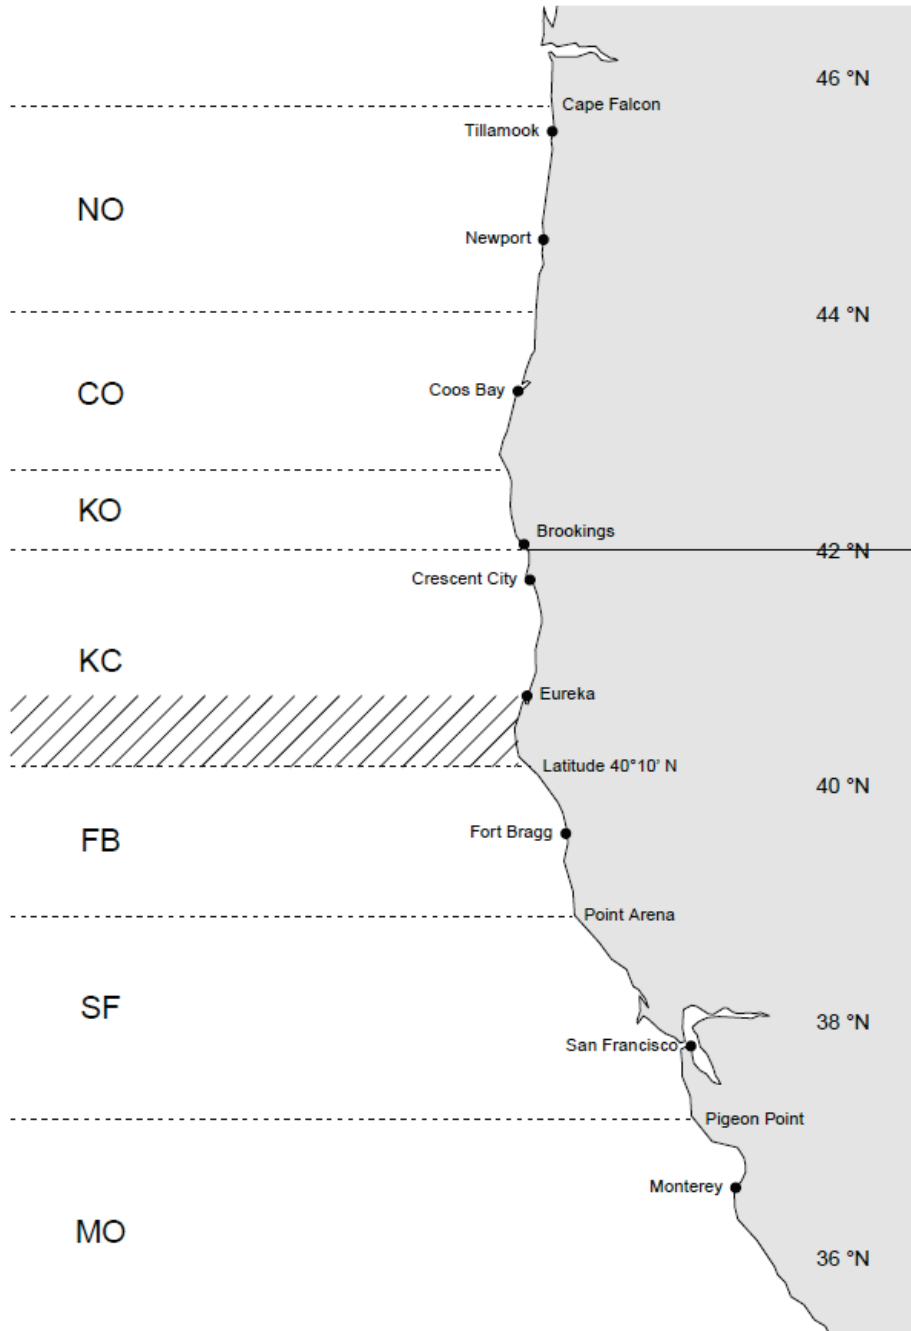 46 °N
Cape Falcon
Tillamook
NO
Newport
44 °N
CO
Coos Bay
KO
Brookings
42 °N
Crescent City
KC
Eureka
Latitude 40°10' N
40 °N
Fort Bragg
FB
Point Arena
SF
38 °N
San Francisco
Pigeon Point
Monterey
MO
36 °N